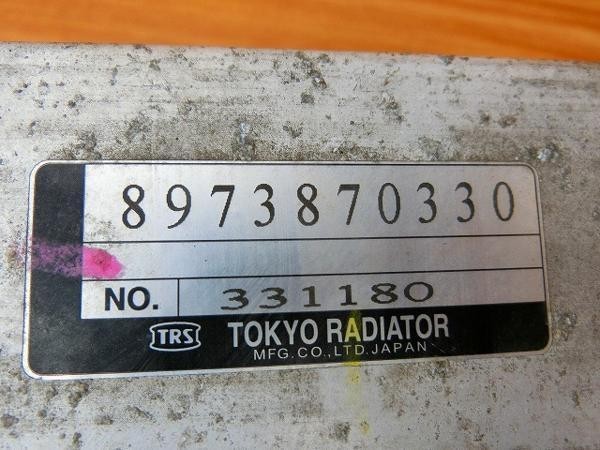 8973870330
NO. 331180
TRS TOKYO RADIATOR
MFG.CO.,LTD.JAPAN